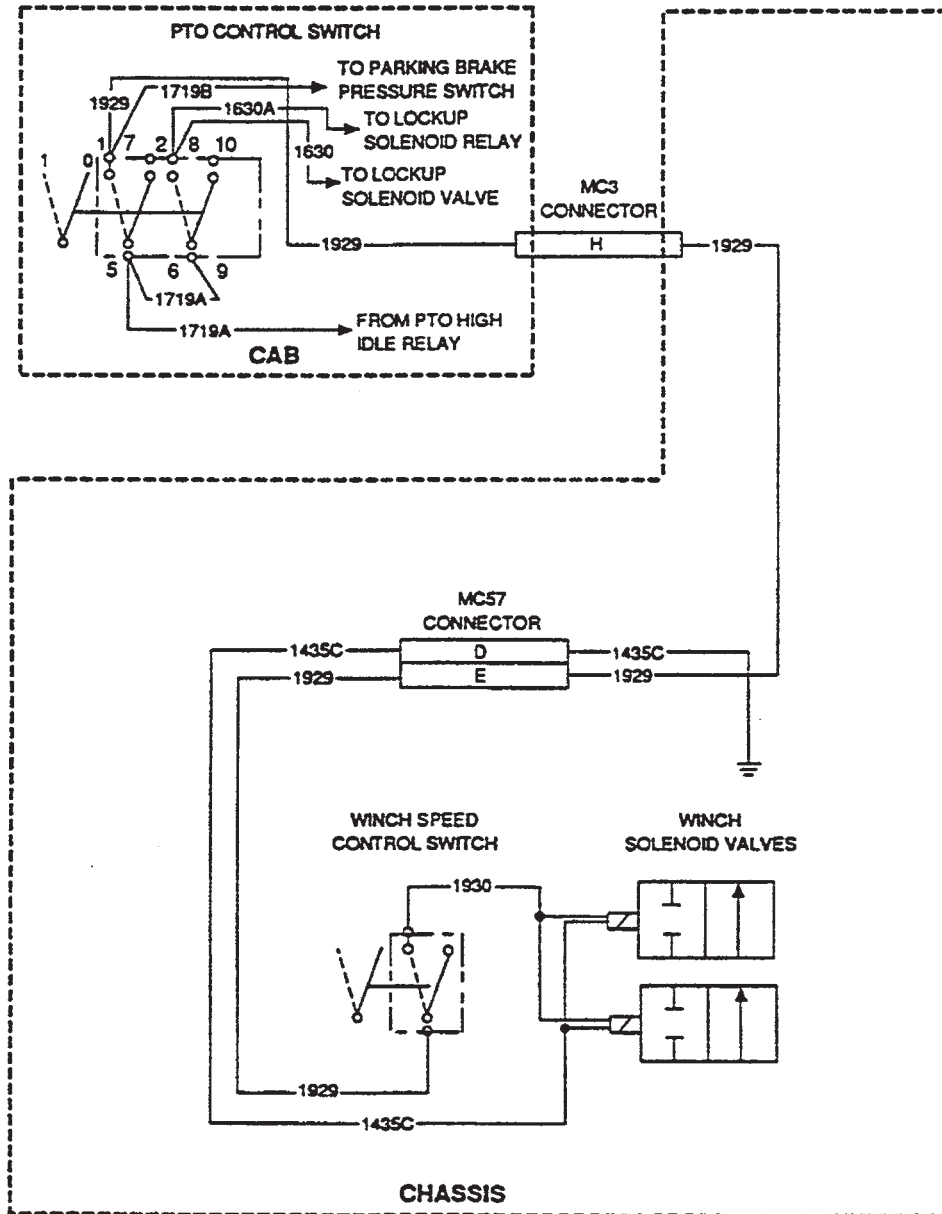 PTO CONTROL SWITCH
TO PARKING BRAKE
PRESSURE SWITCH
1719B
1929
1630A
TO LOCKUP
SOLENOID RELAY
1 7 2 8 10
1 0
1630
TO LOCKUP
SOLENOID VALVE
MC3
CONNECTOR
1929
H
1929
5 6 9
1719A
1719A
FROM PTO HIGH
IDLE RELAY
CAB
MC57
CONNECTOR
1435C
D
1435C
1929
E
1929
WINCH SPEED
CONTROL SWITCH
WINCH
SOLENOID VALVES
1930
1929
1435C
CHASSIS